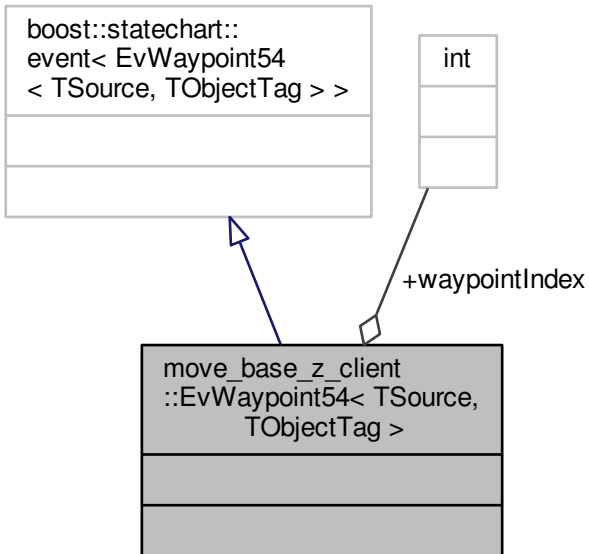 boost::statechart::
event< EvWaypoint54
< TSource, TObjectTag > >
int
+waypointIndex
move_base_z_client
::EvWaypoint54< TSource,
TObjectTag >